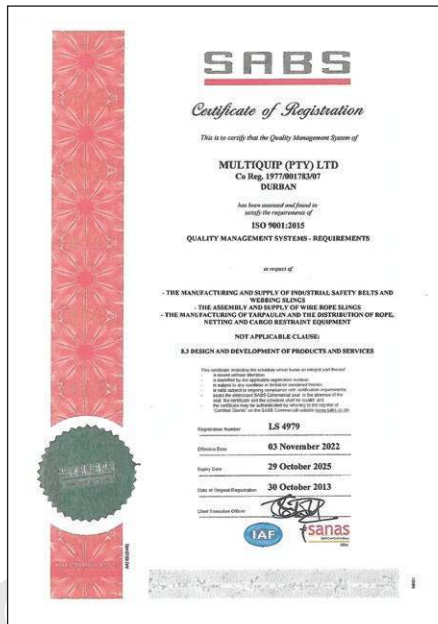 SABS
Certificate of Registration
This is to certify that the Quality Management System of
MULTIQUIP (PTY) LTD
Co Reg. 1977/001783/07
DURBAN
has been assessed and found to
satisfy the requirements of
ISO 9001:2015
QUALITY MANAGEMENT SYSTEMS - REQUIREMENTS
in respect of
- THE MANUFACTURING AND SUPPLY OF INDUSTRIAL SAFETY BELTS AND
WEBBING SLINGS
- THE ASSEMBLY AND SUPPLY OF WIRE ROPE SLINGS
- THE MANUFACTURING OF TARPAULIN AND THE DISTRIBUTION OF ROPE,
NETTING AND CARGO RESTRAINT EQUIPMENT
NOT APPLICABLE CLAUSE:
8.3 DESIGN AND DEVELOPMENT OF PRODUCTS AND SERVICES
Registration Number LS 4979
Effective Date 03 November 2022
Expiry Date 29 October 2025
Date of Original Registration 30 October 2013
Chief Executive Officer
IAF
sanas